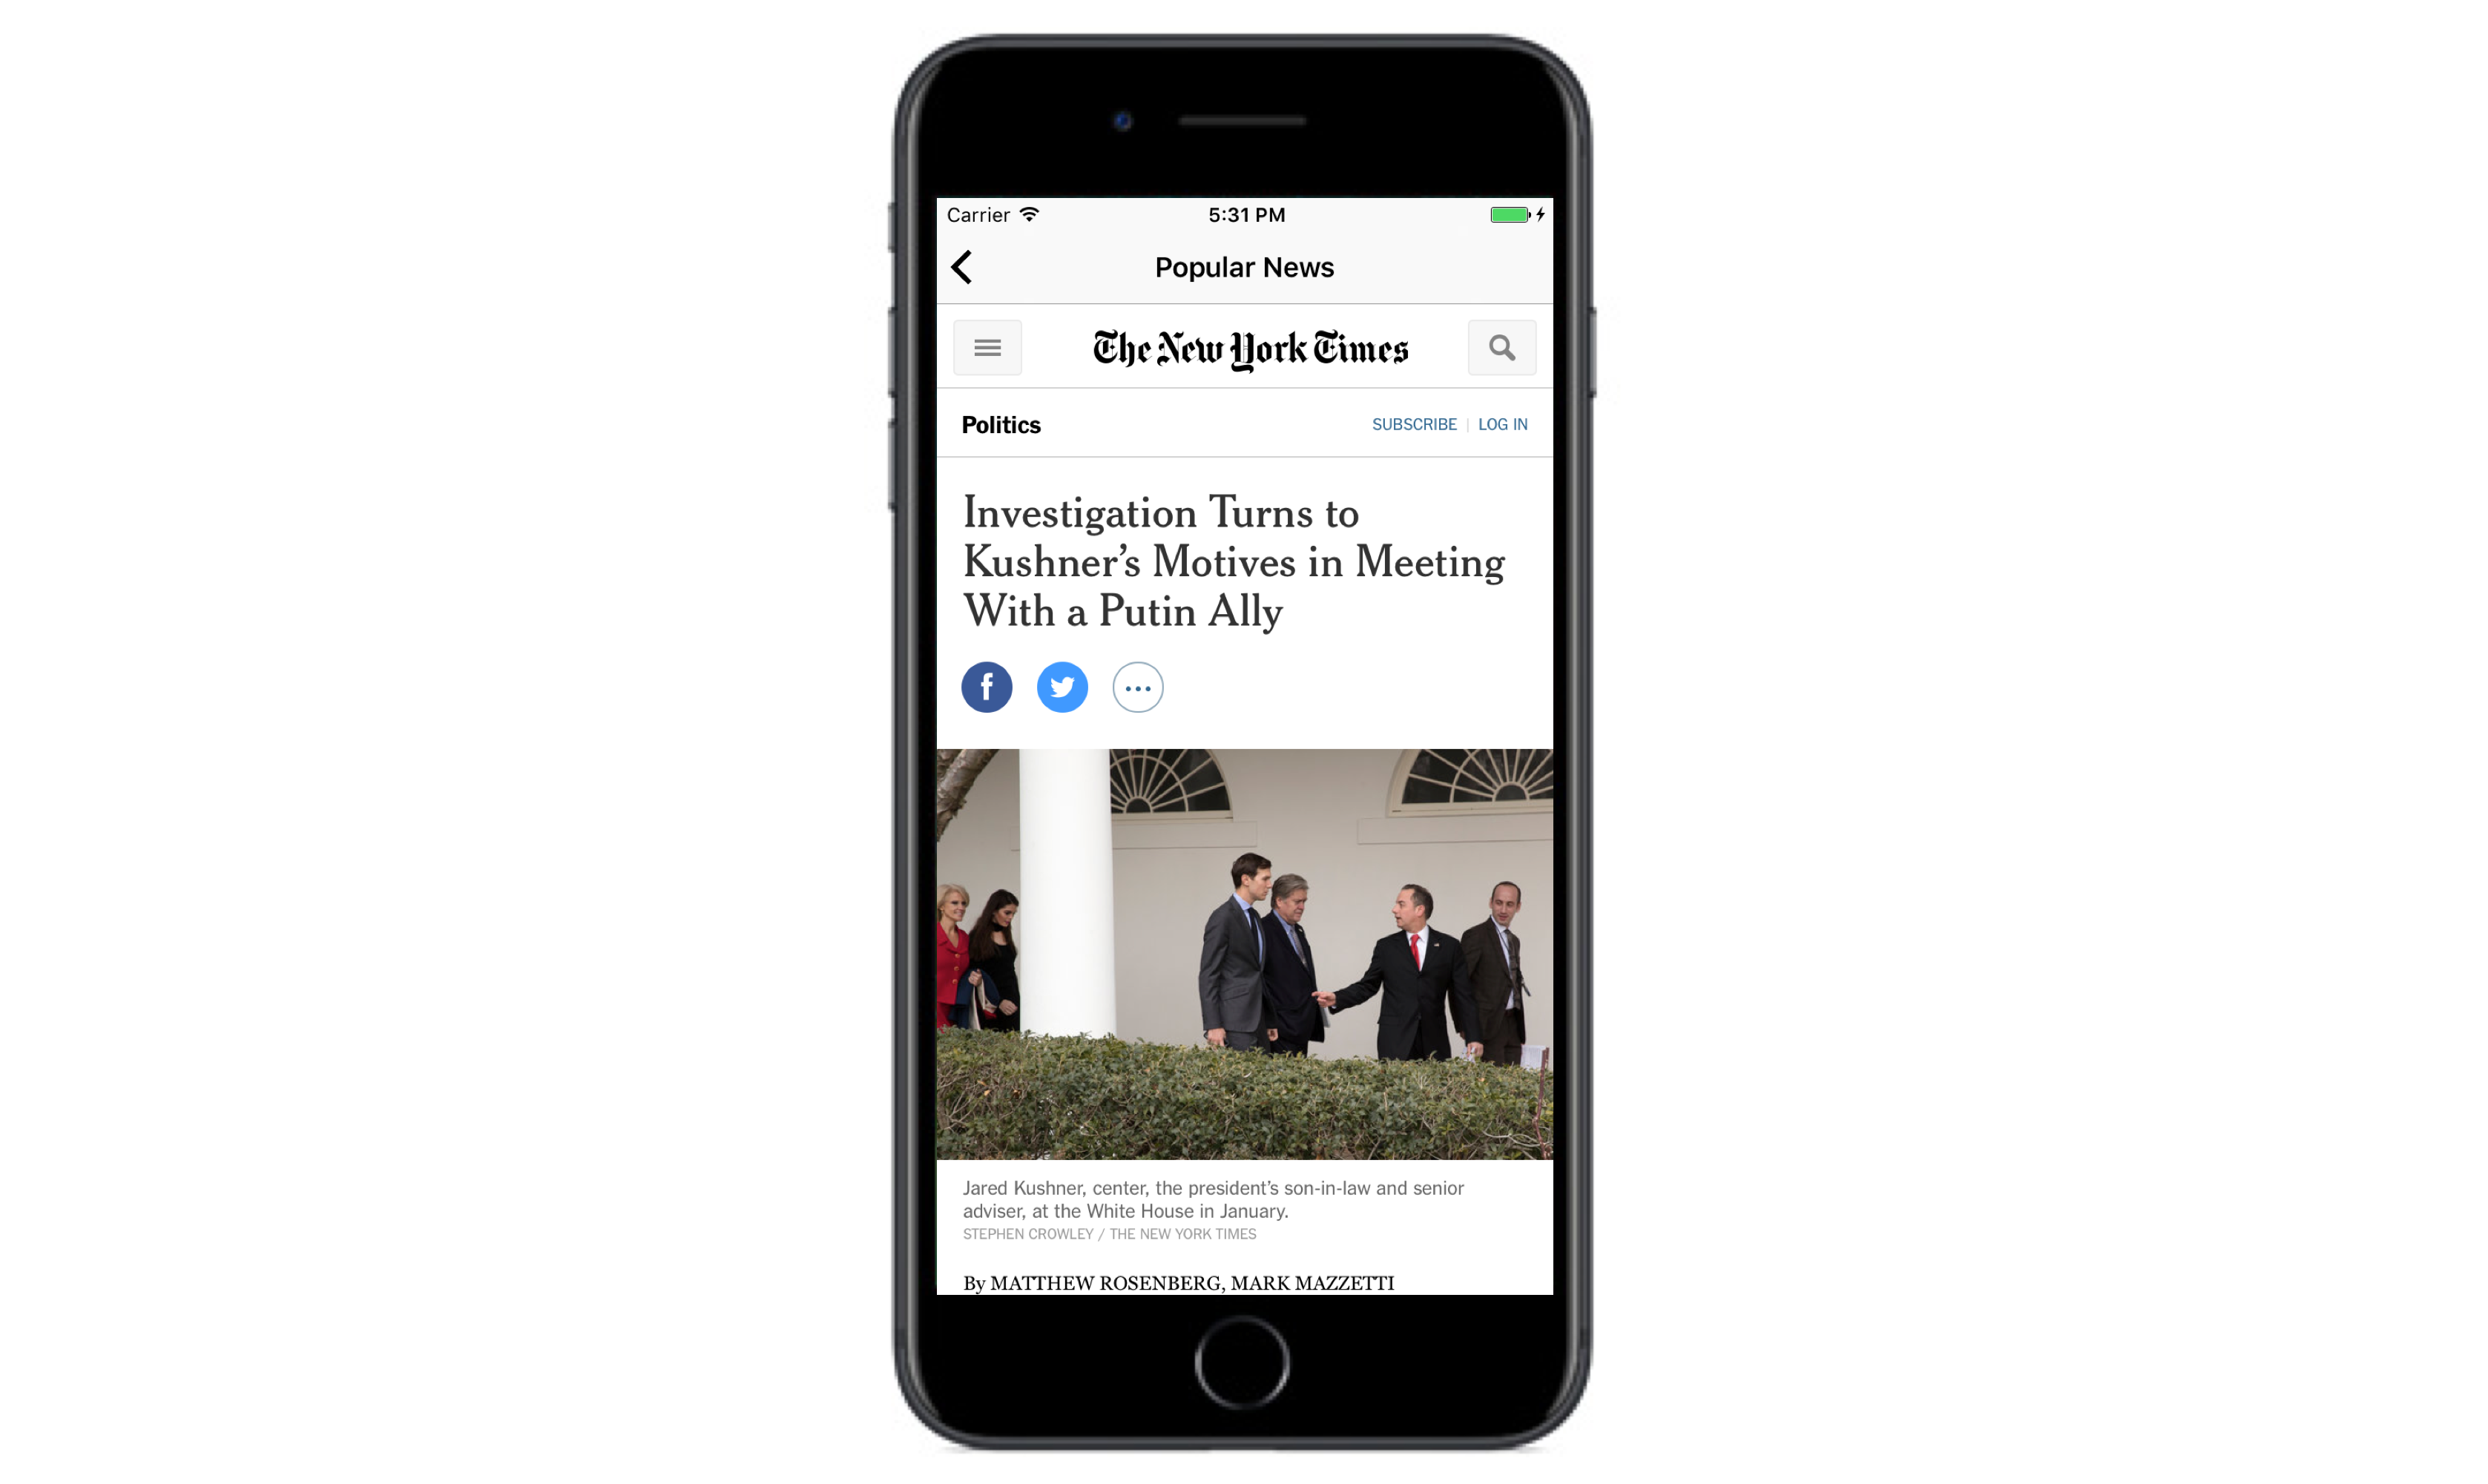 Carrier 5:31 PM
Popular News
The New York Times
Politics SUBSCRIBE | LOG IN
Investigation Turns to
Kushner’s Motives in Meeting
With a Putin Ally
Jared Kushner, center, the president’s son-in-law and senior
adviser, at the White House in January.
STEPHEN CROWLEY / THE NEW YORK TIMES
By MATTHEW ROSENBERG, MARK MAZZETTI